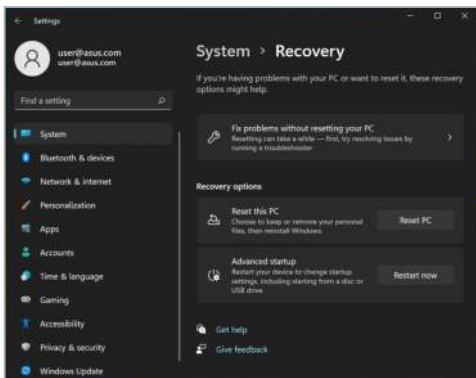 Settings
user@asus.com
user@asus.com
Find a setting
System
Bluetooth & devices
Network & internet
Personalization
Apps
Accounts
Time & language
Gaming
Accessibility
Privacy & security
Windows Update
System > Recovery
If you're having problems with your PC or want to reset it, these recovery
options might help.
Fix problems without resetting your PC
Resetting can take a while — first, try resolving issues by
running a troubleshooter
Recovery options
Reset this PC
Choose to keep or remove your personal
files, then reinstall Windows
Reset PC
Advanced startup
Restart your device to change startup
settings, including starting from a disc or
USB drive
Restart now
Get help
Give feedback